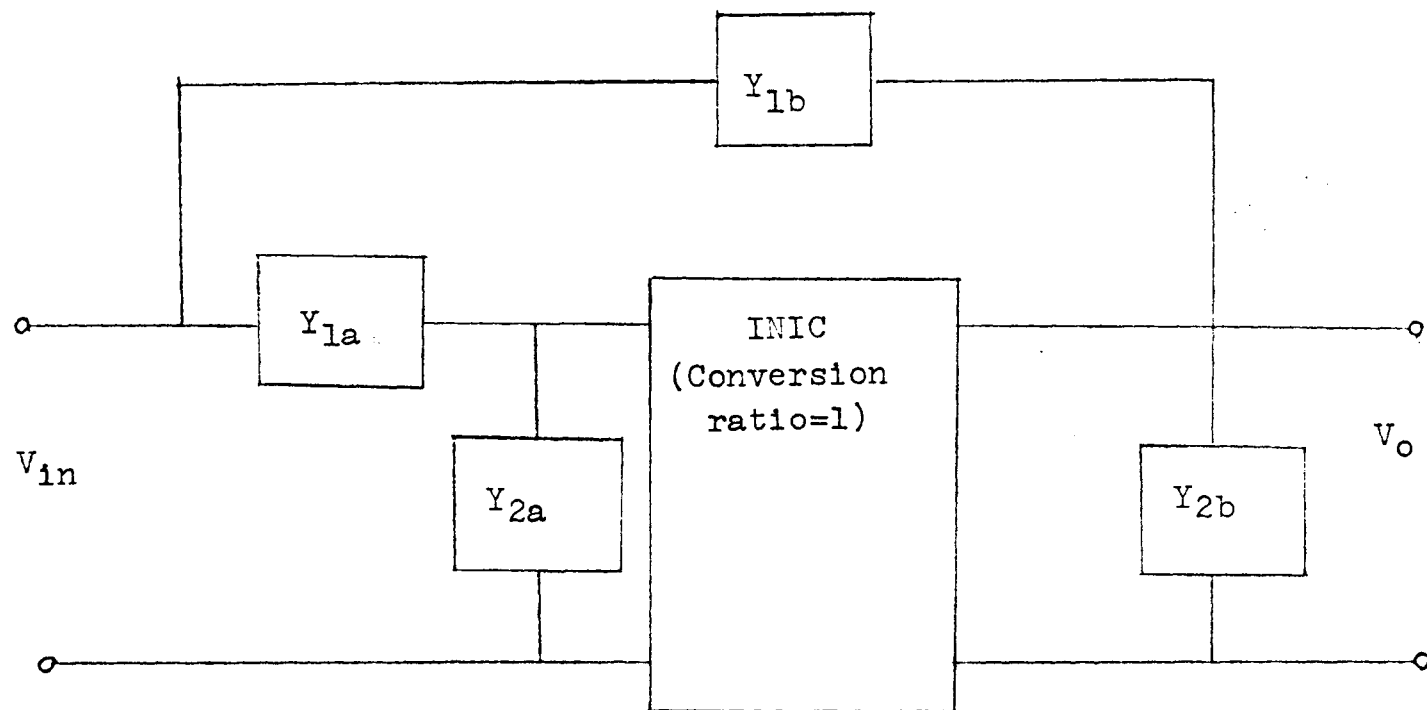 Y1b
Y1a
INIC
(Conversion
ratio=1)
Vin
Y2a
Vo
Y2b